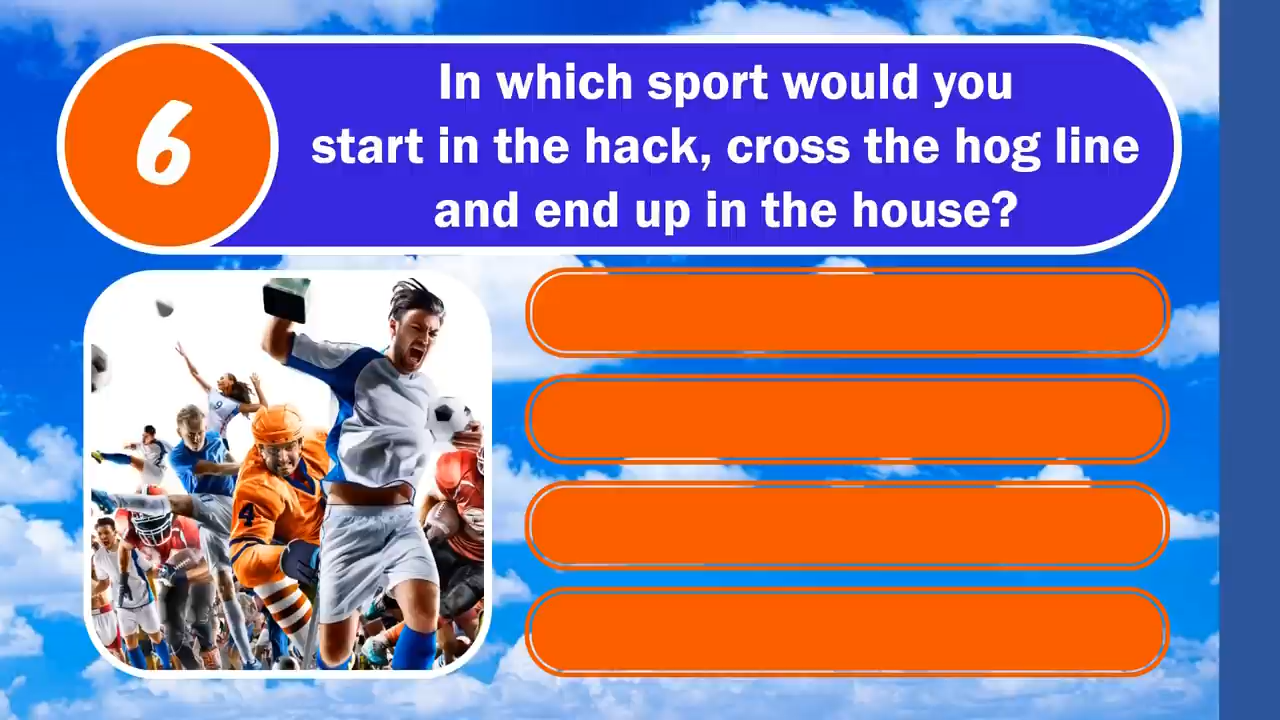 6
In which sport would you
start in the hack, cross the hog line
and end up in the house?
9
4